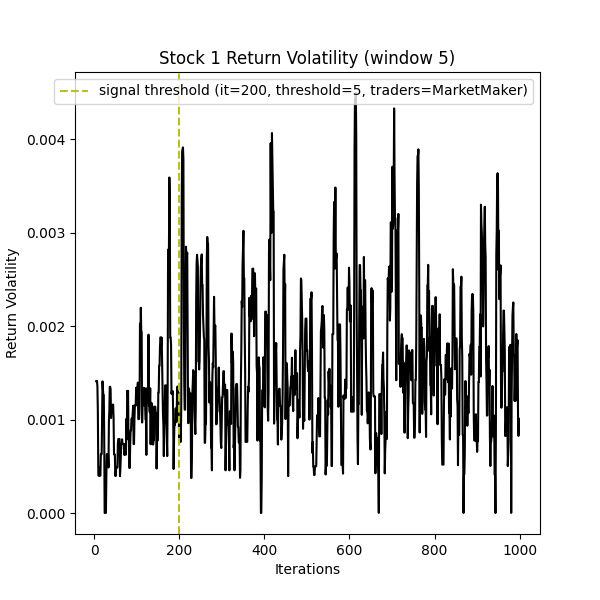 Stock 1 Return Volatility (window 5)
signal threshold (it=200, threshold=5, traders=MarketMaker)
0.004
0.003
0.002
0.001
0.000
Return Volatility
0 200 400 600 800 1000
Iterations